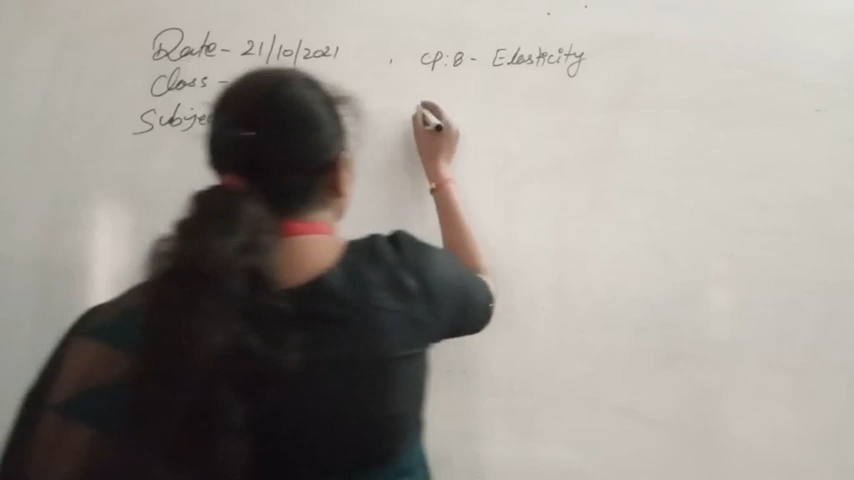 Date - 21/10/2021
Class -
Subje
CP:8 - Elasticity